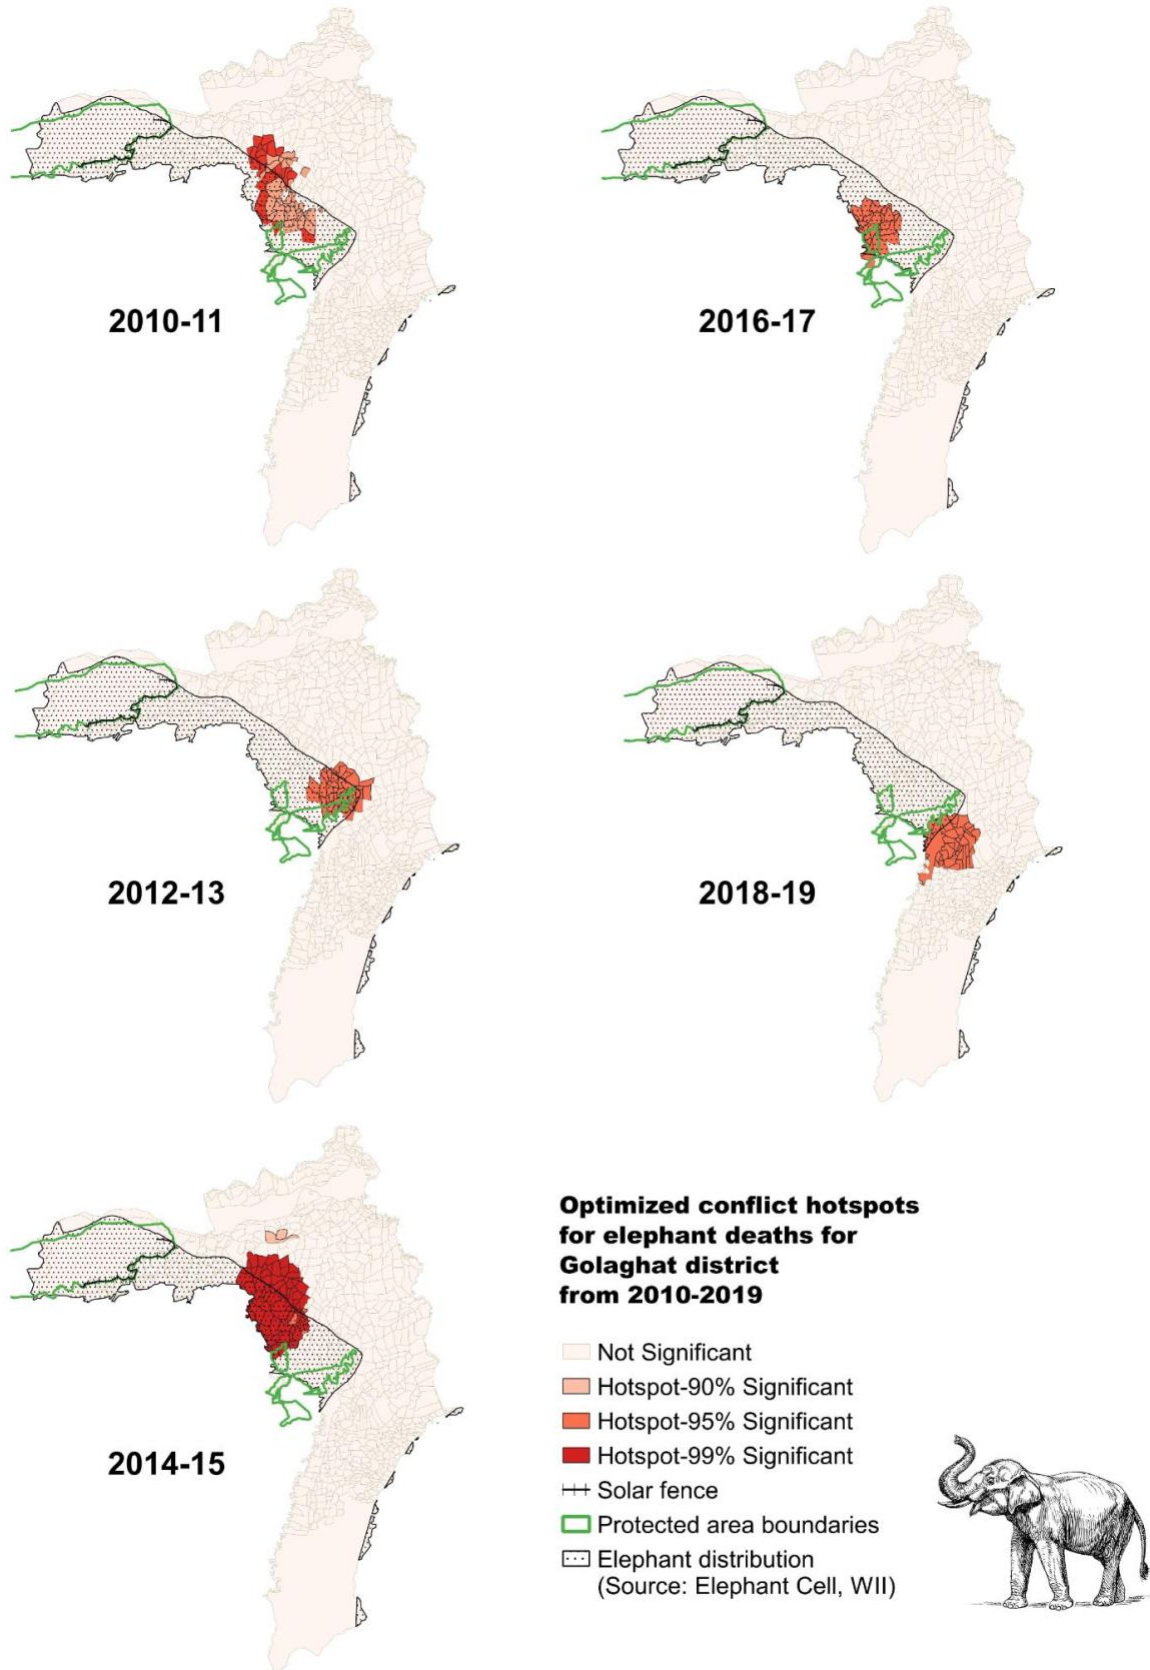 2010-11
2016-17
2012-13
2018-19
2014-15
Optimized conflict hotspots
for elephant deaths for
Golaghat district
from 2010-2019
Not Significant
Hotspot-90% Significant
Hotspot-95% Significant
Hotspot-99% Significant
Solar fence
Protected area boundaries
Elephant distribution
(Source: Elephant Cell, WII)